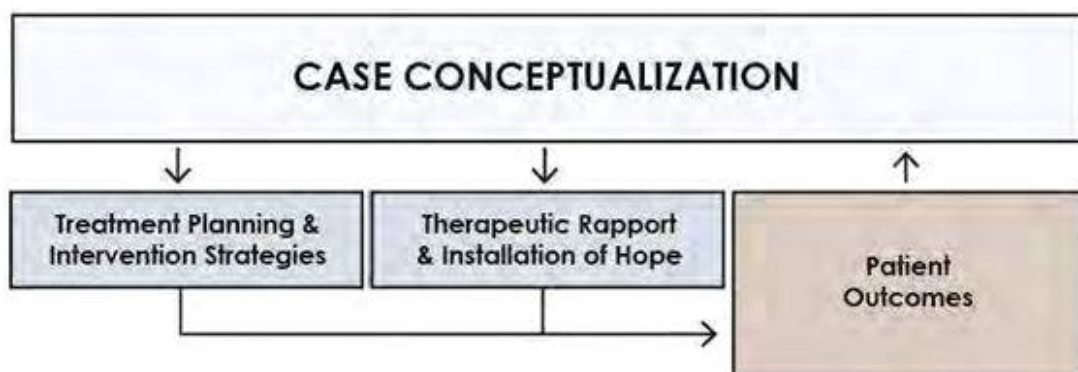 CASE CONCEPTUALIZATION
Treatment Planning &
Intervention Strategies
Therapeutic Rapport
& Installation of Hope
Patient
Outcomes